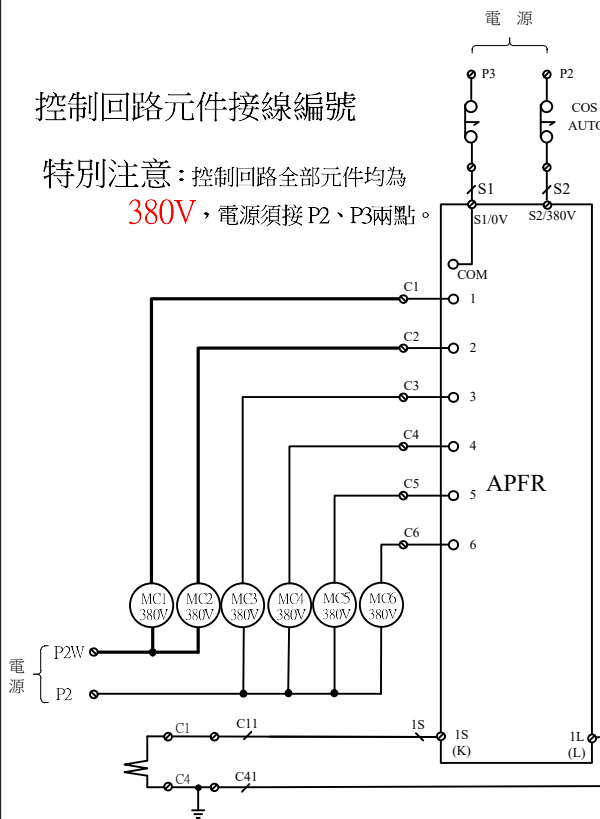 電 源
P3
P2
COS
AUTO
控制回路元件接線編號
特別注意：控制回路全部元件均為
380V，電源須接 P2、P3兩點。
S1
S2
S1/0V
S2/380V
COM
C1
1
C2
2
C3
3
C4
4
C5
5
APFR
C6
6
MC1
380V
MC2
380V
MC3
380V
MC4
380V
MC5
380V
MC6
380V
電源
P2W
P2
C1
C11
1S
1S
(K)
1L
(L)
C4
C41